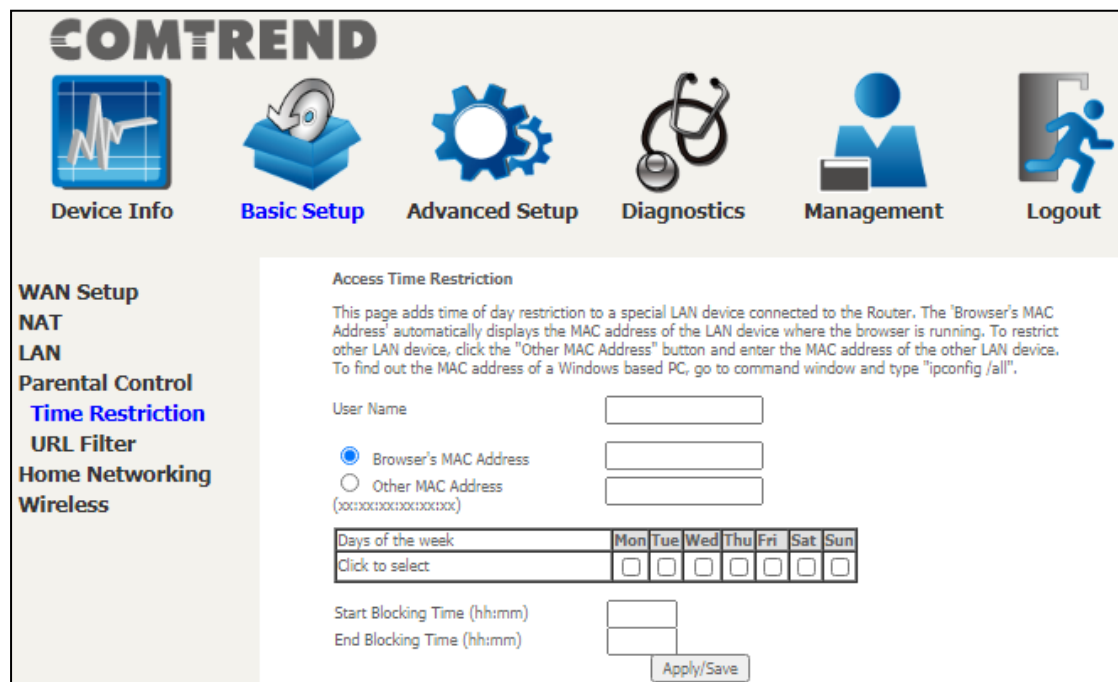 COMTREND
Device Info
Basic Setup
Advanced Setup
Diagnostics
Management
Logout
WAN Setup
NAT
LAN
Parental Control
Time Restriction
URL Filter
Home Networking
Wireless
Access Time Restriction
This page adds time of day restriction to a special LAN device connected to the Router. The 'Browser's MAC
Address' automatically displays the MAC address of the LAN device where the browser is running. To restrict
other LAN device, click the "Other MAC Address" button and enter the MAC address of the other LAN device.
To find out the MAC address of a Windows based PC, go to command window and type "ipconfig /all".
User Name
Browser's MAC Address
Other MAC Address
(xx:xx:xx:xx:xx:xx)
Days of the week Mon Tue Wed Thu Fri Sat Sun
Click to select
Start Blocking Time (hh:mm)
End Blocking Time (hh:mm)
Apply/Save